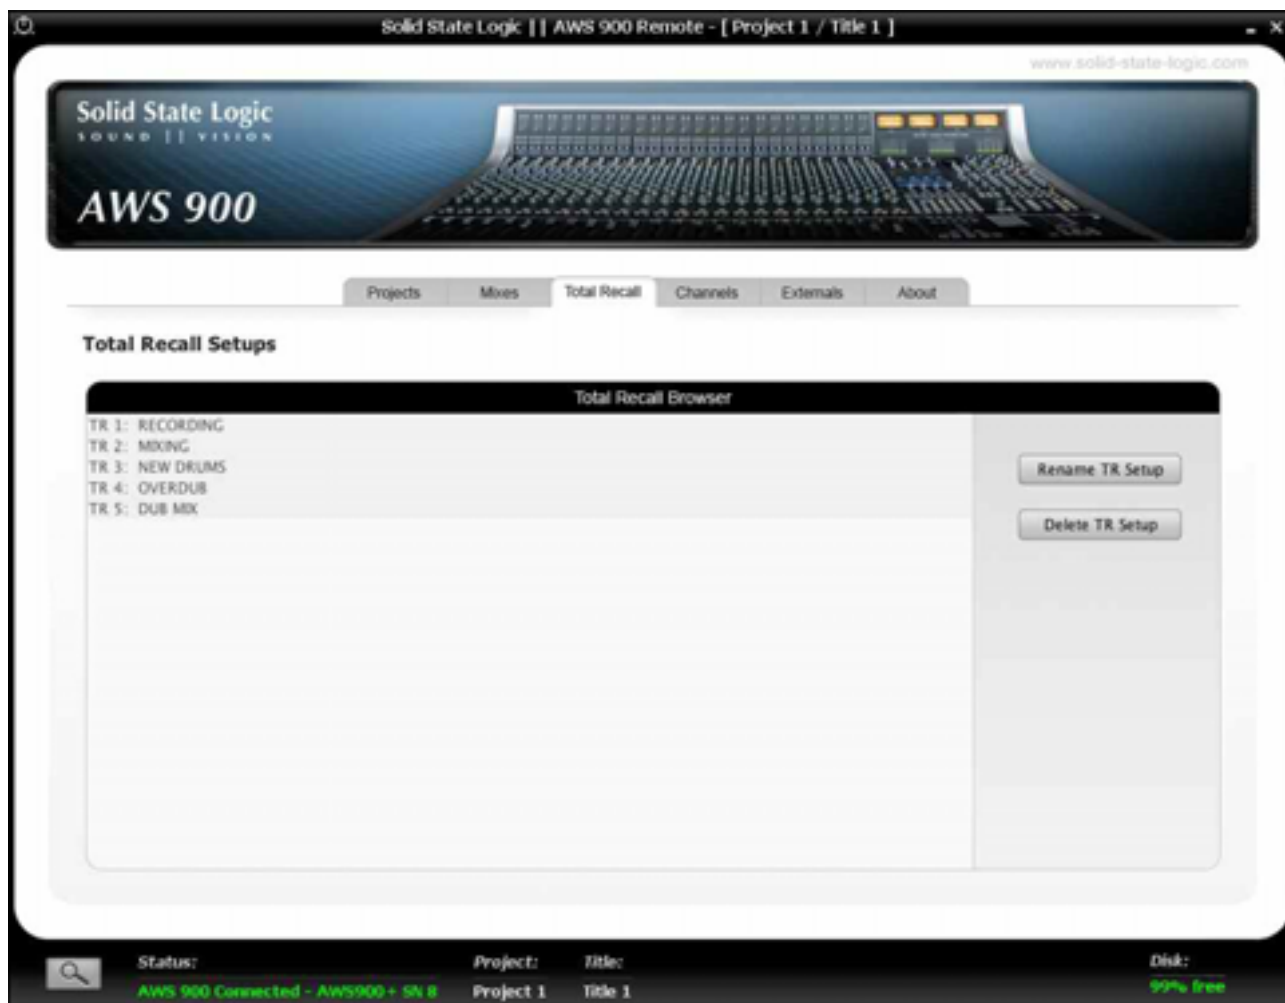 Solid State Logic || AWS 900 Remote - [ Project 1 / Title 1 ]
www.solid-state-logic.com
Solid State Logic
SOUND || VISION
AWS 900
Projects Mixes Total Recall Channels Externals About
Total Recall Setups
Total Recall Browser
TR 1: RECORDING
TR 2: MIXING
TR 3: NEW DRUMS
TR 4: OVERDUB
TR 5: DUB MIX
Rename TR Setup
Delete TR Setup
Status: Project: Title: Disk:
AWS 900 Connected - AWS900+ SN 8 Project 1 Title 1 99% free